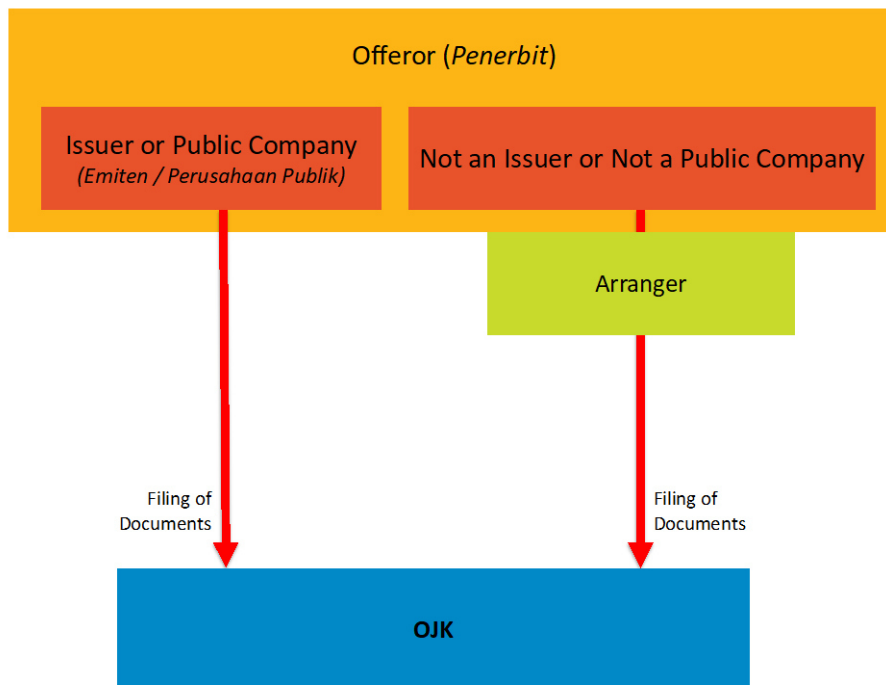 Offeror (Penerbit)
Issuer or Public Company
(Emiten / Perusahaan Publik)
Not an Issuer or Not a Public Company
Arranger
Filing of
Documents
Filing of
Documents
OJK